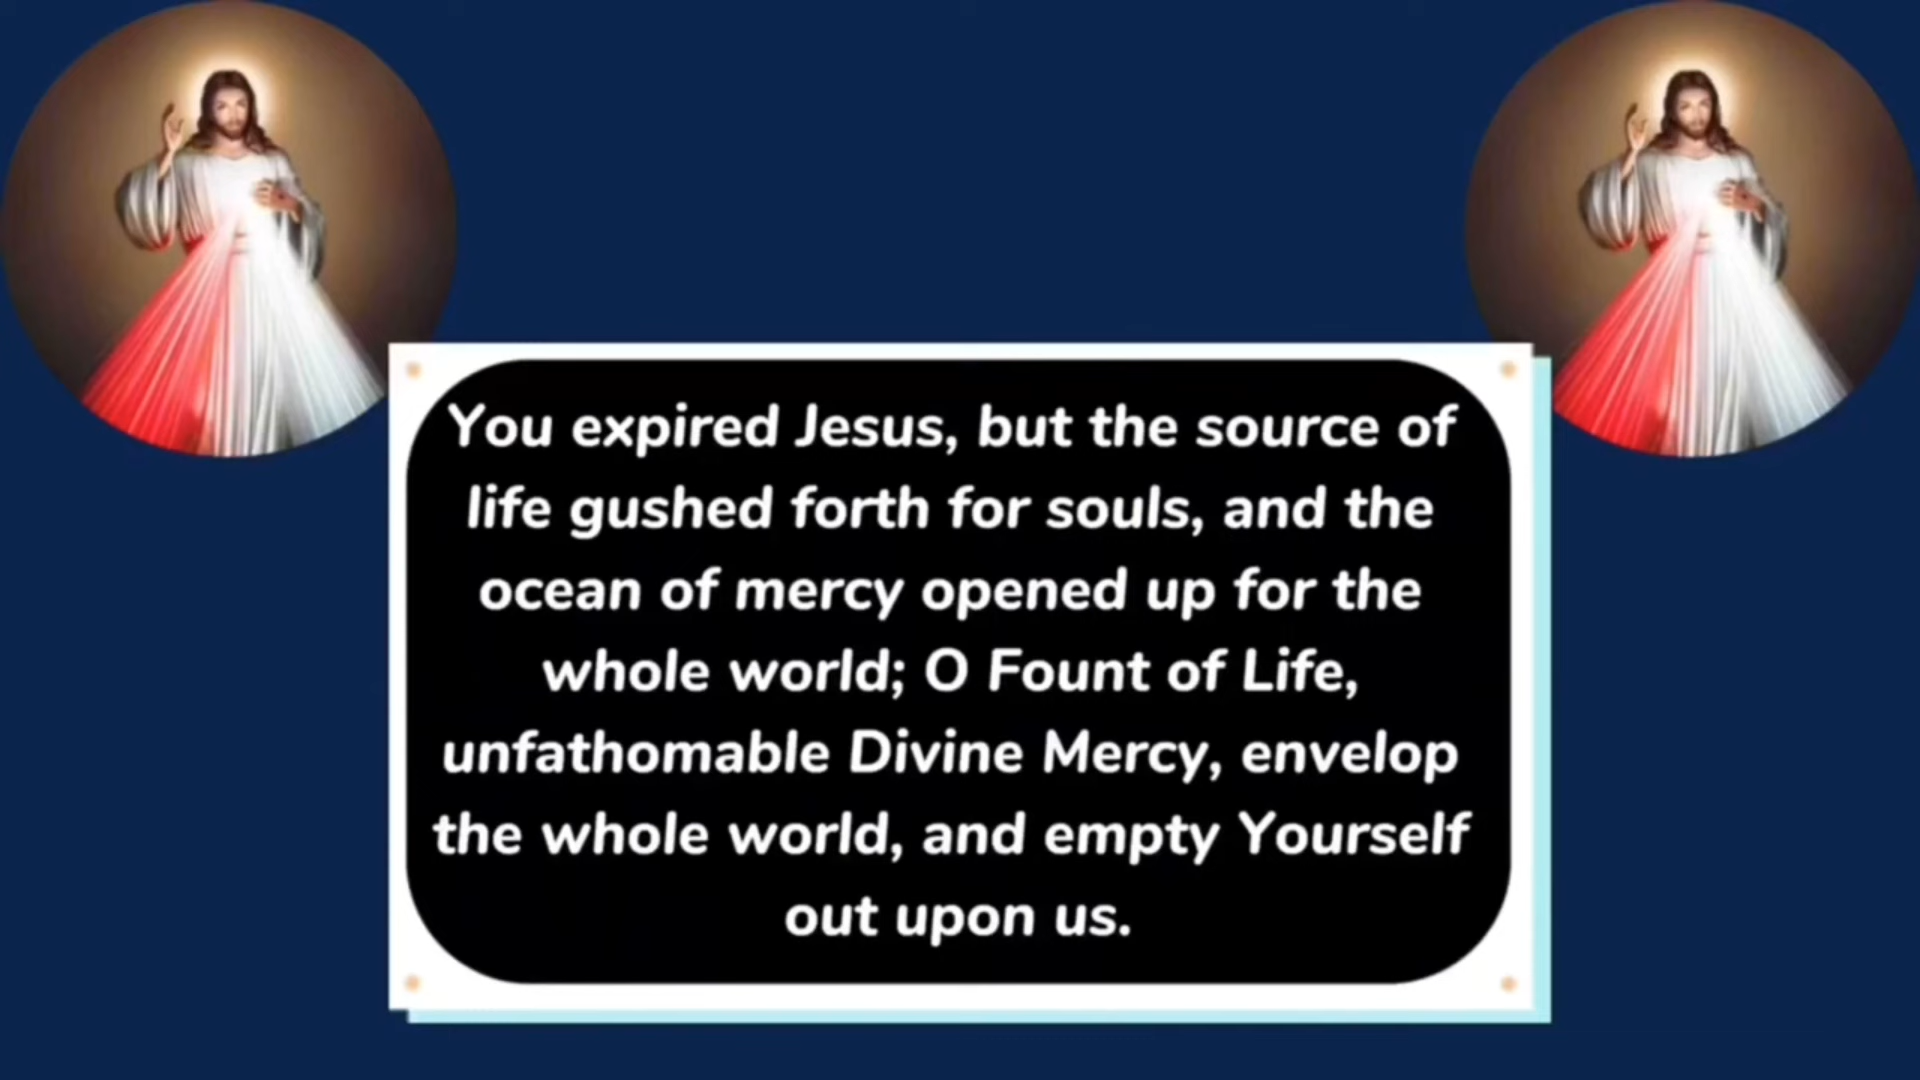 You expired Jesus, but the source of
life gushed forth for souls, and the
ocean of mercy opened up for the
whole world; O Fount of Life,
unfathomable Divine Mercy, envelop
the whole world, and empty Yourself
out upon us.